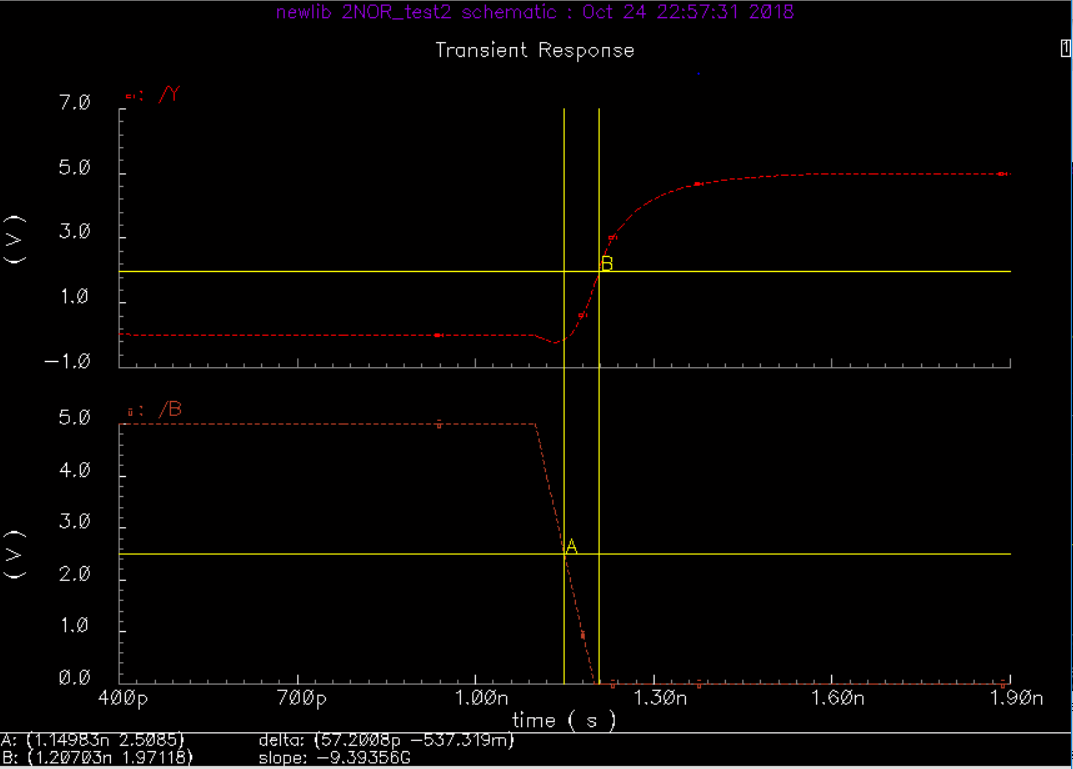 newlib 2NOR_test2 schematic : Oct 24 22:57:31 2018
Transient Response
1
: /Y
7.0
5.0
3.0
1.0
-1.0
(V)
: /B
5.0
4.0
3.0
2.0
1.0
0.0
(V)
B
A
400p 700p 1.00n 1.30n 1.60n 1.90n
time ( s )
A: (1.14983n 2.5085) delta: (57.2008p -537.319m)
B: (1.20703n 1.97118) slope: -9.39356G